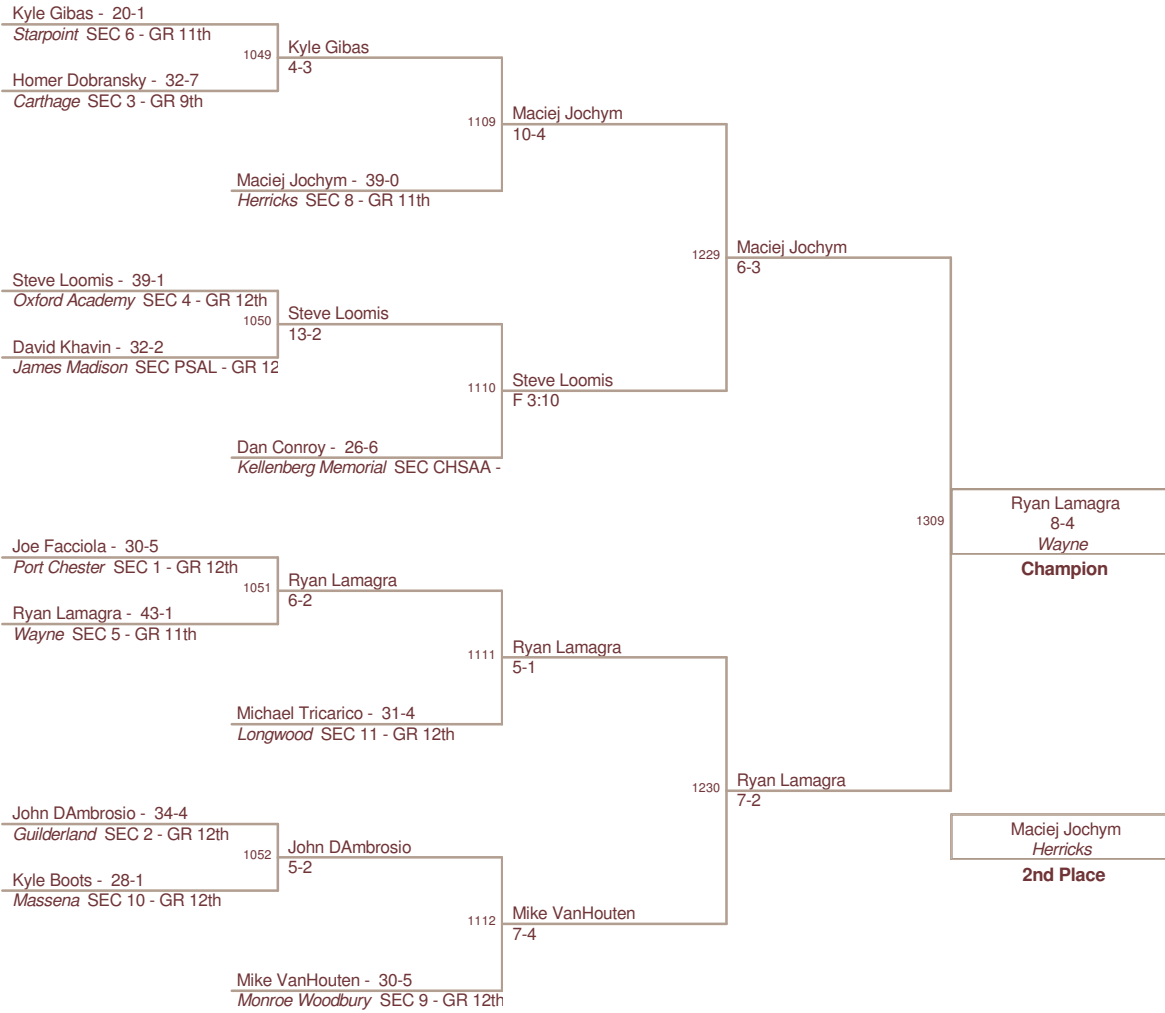 Kyle Gibas - 20-1
Starpoint SEC 6 - GR 11th
1049
Kyle Gibas
4-3
Homer Dobransky - 32-7
Carthage SEC 3 - GR 9th
1109
Maciej Jochym
10-4
Maciej Jochym - 39-0
Herricks SEC 8 - GR 11th
1229
Maciej Jochym
6-3
Steve Loomis - 39-1
Oxford Academy SEC 4 - GR 12th
1050
Steve Loomis
13-2
David Khavin - 32-2
James Madison SEC PSAL - GR 12
1110
Steve Loomis
F 3:10
Dan Conroy - 26-6
Kellenberg Memorial SEC CHSAA -
1309
Ryan Lamagra
8-4
Wayne
Champion
Joe Facciola - 30-5
Port Chester SEC 1 - GR 12th
1051
Ryan Lamagra
6-2
Ryan Lamagra - 43-1
Wayne SEC 5 - GR 11th
1111
Ryan Lamagra
5-1
Michael Tricarico - 31-4
Longwood SEC 11 - GR 12th
1230
Ryan Lamagra
7-2
John DAmbrosio - 34-4
Guilderland SEC 2 - GR 12th
1052
John DAmbrosio
5-2
Kyle Boots - 28-1
Massena SEC 10 - GR 12th
Maciej Jochym
Herricks
2nd Place
1112
Mike VanHouten
7-4
Mike VanHouten - 30-5
Monroe Woodbury SEC 9 - GR 12th